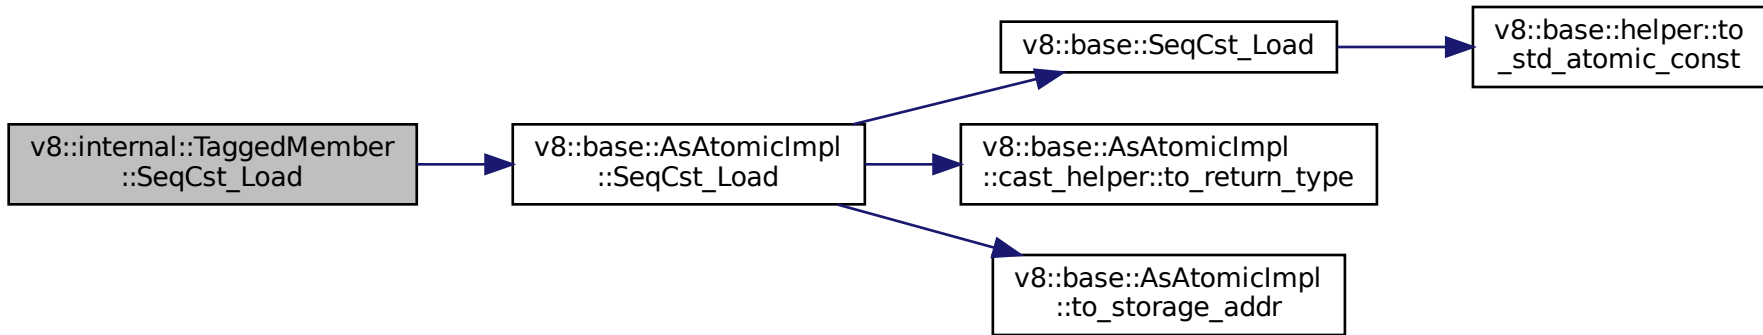 v8::internal::TaggedMember
::SeqCst_Load
v8::base::AsAtomicImpl
::SeqCst_Load
v8::base::SeqCst_Load
v8::base::helper::to
_std_atomic_const
v8::base::AsAtomicImpl
::cast_helper::to_return_type
v8::base::AsAtomicImpl
::to_storage_addr